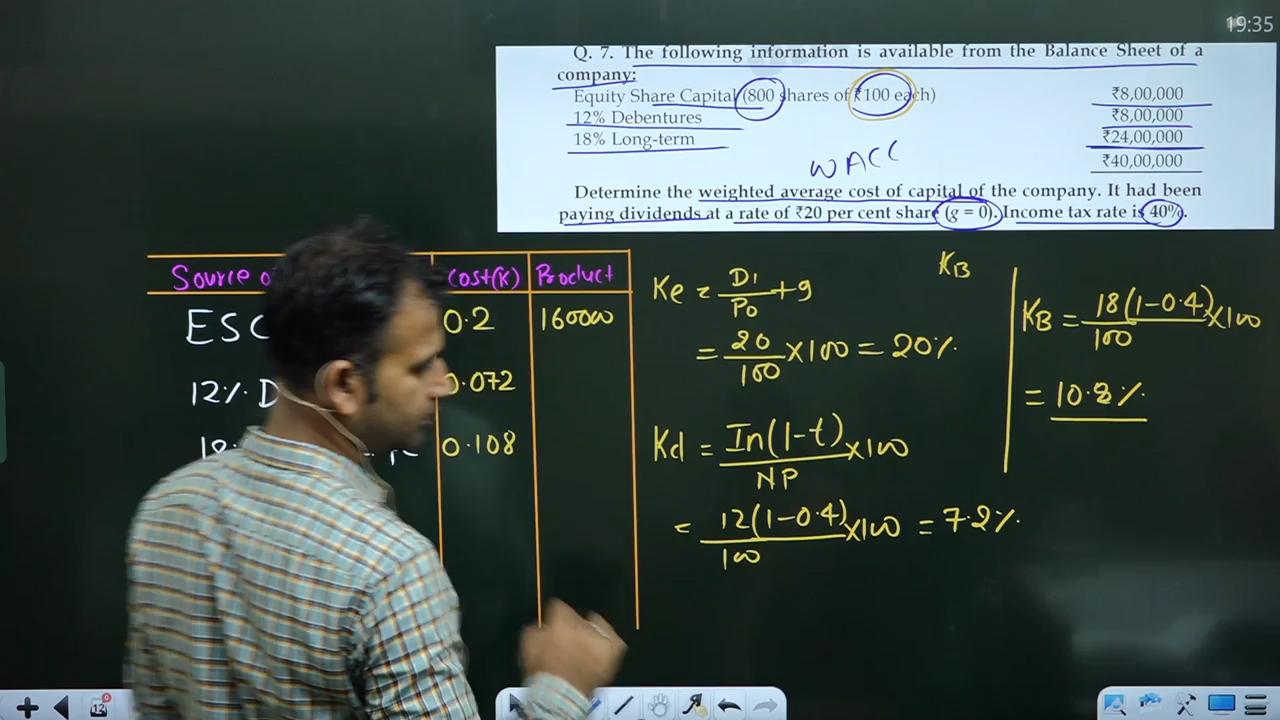 19:35
Q. 7. The following information is available from the Balance Sheet of a
company:
Equity Share Capital (800 shares of ₹100 each) ₹8,00,000
12% Debentures ₹8,00,000
18% Long-term ₹24,00,000
₹40,00,000
WACC
Determine the weighted average cost of capital of the company. It had been
paying dividends at a rate of ₹20 per cent share (g = 0). Income tax rate is 40%.
Source Cost(K) Product
ESC 0.2 160000
12% D 0.072
18 0.108
Ke = D1/P0 + g
= 20/100 × 100 = 20%
Kd = In(1-t)/NP × 100
= 12(1-0.4)/100 × 100 = 7.2%
KB
KB = 18(1-0.4)/100 × 100
= 10.8%
12